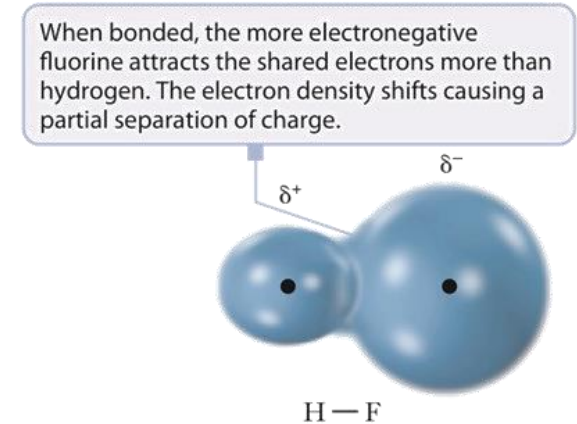 When bonded, the more electronegative
fluorine attracts the shared electrons more than
hydrogen. The electron density shifts causing a
partial separation of charge.
δ⁻
δ⁺
H—F